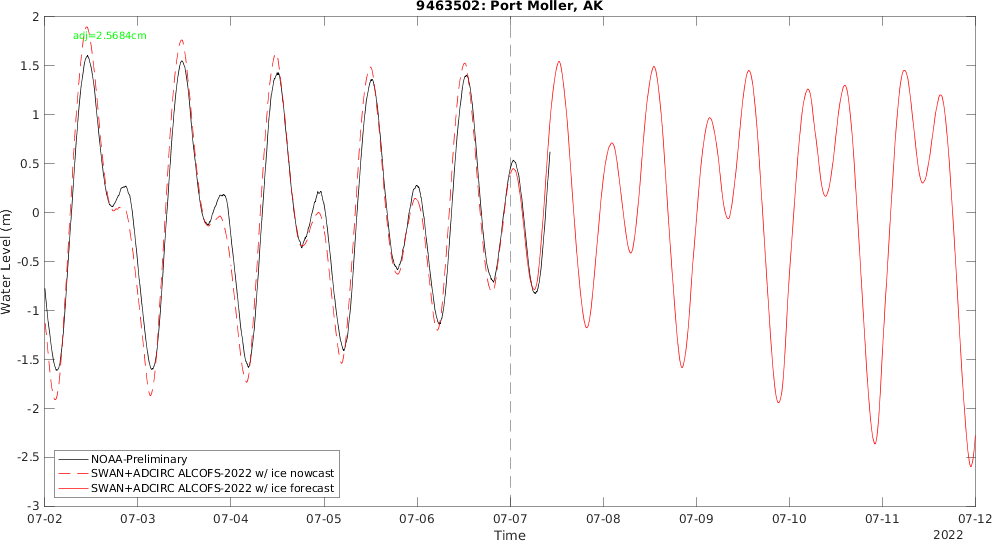 9463502: Port Moller, AK
adj=2.5684cm
2
1.5
1
0.5
0
-0.5
-1
-1.5
-2
-2.5
-3
Water Level (m)
NOAA-Preliminary
SWAN+ADCIRC ALCOFS-2022 w/ ice nowcast
SWAN+ADCIRC ALCOFS-2022 w/ ice forecast
07-02 07-03 07-04 07-05 07-06 07-07 07-08 07-09 07-10 07-11 07-12
Time
2022